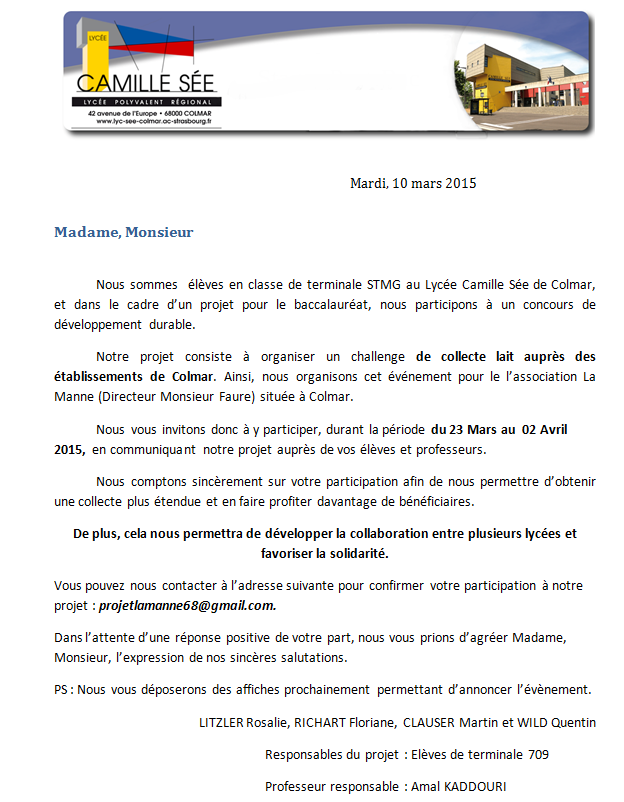 LYCÉE
CAMILLE SÉE
LYCÉE POLYVALENT RÉGIONAL
42 avenue de l'Europe • 68000 COLMAR
www.lyc-see-colmar.ac-strasbourg.fr
CAMILLE SEE
Mardi, 10 mars 2015
Madame, Monsieur
Nous sommes élèves en classe de terminale STMG au Lycée Camille Sée de Colmar,
et dans le cadre d'un projet pour le baccalauréat, nous participons à un concours de
développement durable.
Notre projet consiste à organiser un challenge de collecte lait auprès des
établissements de Colmar. Ainsi, nous organisons cet événement pour le l'association La
Manne (Directeur Monsieur Faure) située à Colmar.
Nous vous invitons donc à y participer, durant la période du 23 Mars au 02 Avril
2015, en communiquant notre projet auprès de vos élèves et professeurs.
Nous comptons sincèrement sur votre participation afin de nous permettre d'obtenir
une collecte plus étendue et en faire profiter davantage de bénéficiaires.
De plus, cela nous permettra de développer la collaboration entre plusieurs lycées et
favoriser la solidarité.
Vous pouvez nous contacter à l'adresse suivante pour confirmer votre participation à notre
projet : projetlamanne68@gmail.com.
Dans l'attente d'une réponse positive de votre part, nous vous prions d'agréer Madame,
Monsieur, l'expression de nos sincères salutations.
PS : Nous vous déposerons des affiches prochainement permettant d'annoncer l'évènement.
LITZLER Rosalie, RICHART Floriane, CLAUSER Martin et WILD Quentin
Responsables du projet : Elèves de terminale 709
Professeur responsable : Amal KADDOURI